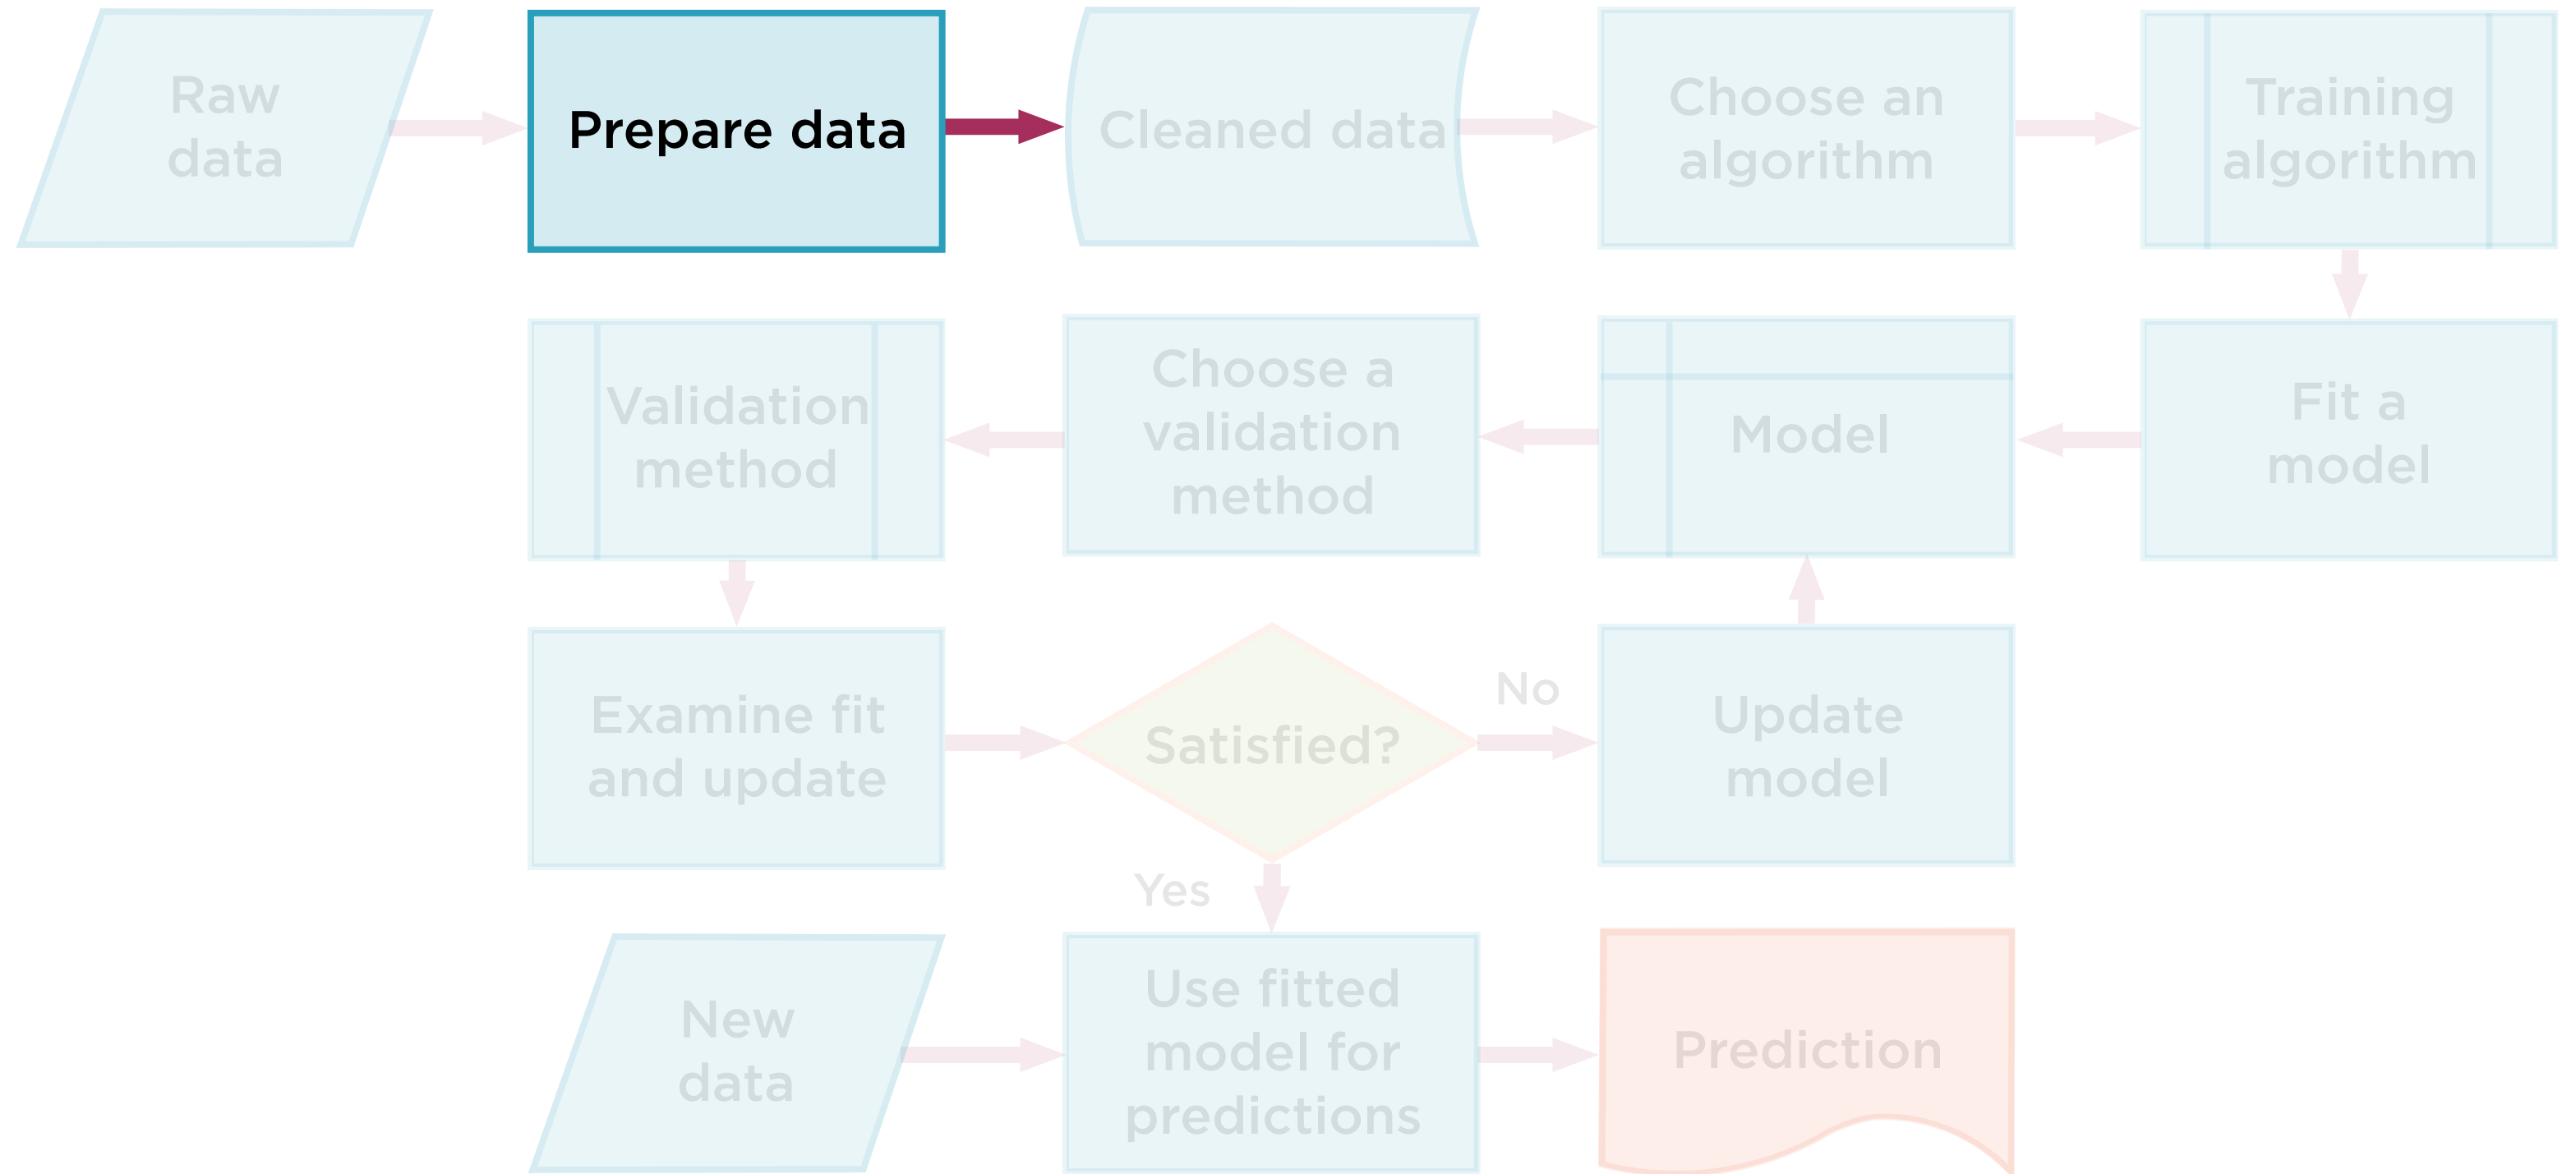 Raw
data
Prepare data
Cleaned data
Choose an
algorithm
Training
algorithm
Validation
method
Choose a
validation
method
Model
Fit a
model
Examine fit
and update
Satisfied?
No
Update
model
Yes
New
data
Use fitted
model for
predictions
Prediction